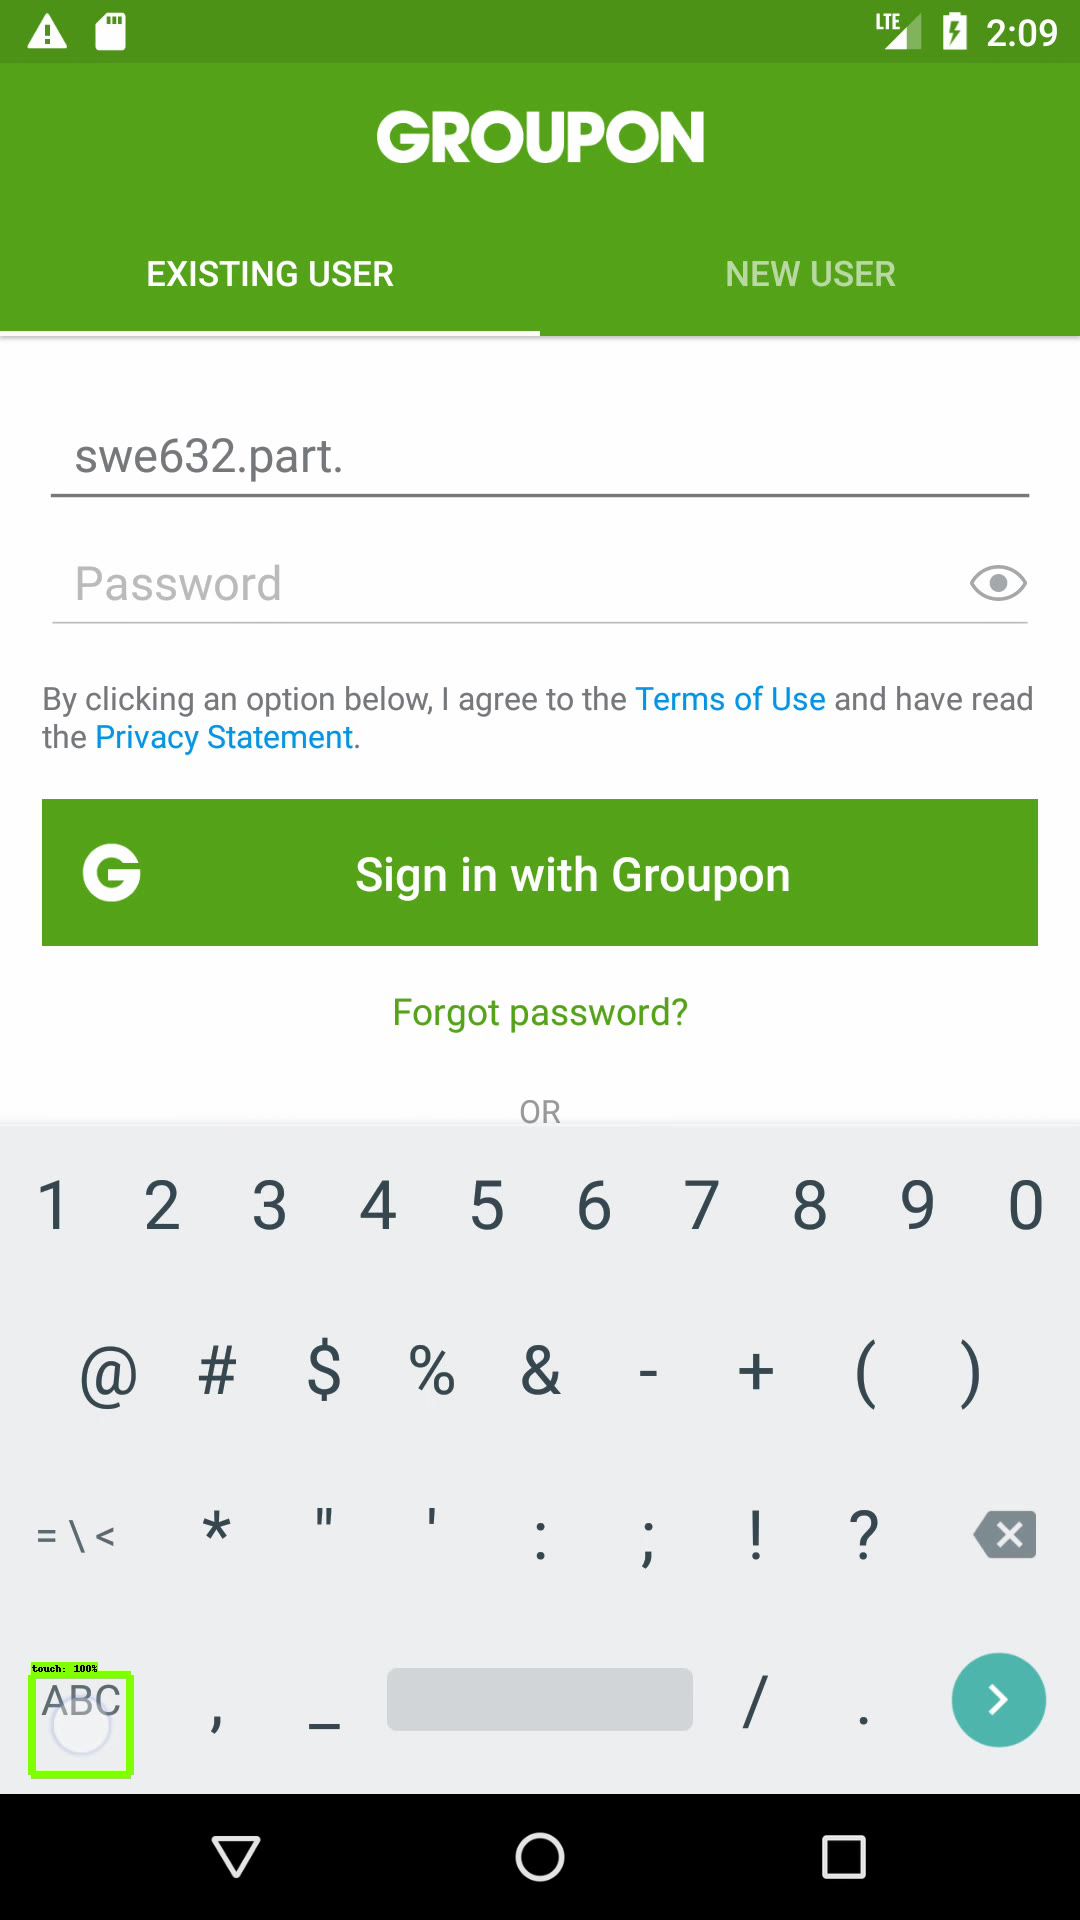 LTE 2:09
GROUPON
EXISTING USER NEW USER
swe632.part.
Password
By clicking an option below, I agree to the Terms of Use and have read
the Privacy Statement.
G Sign in with Groupon
Forgot password?
OR
1 2 3 4 5 6 7 8 9 0
@ # $ % & - + ( )
= \ < * " ' : ; ! ?
touch: 100%
ABC , _ / .